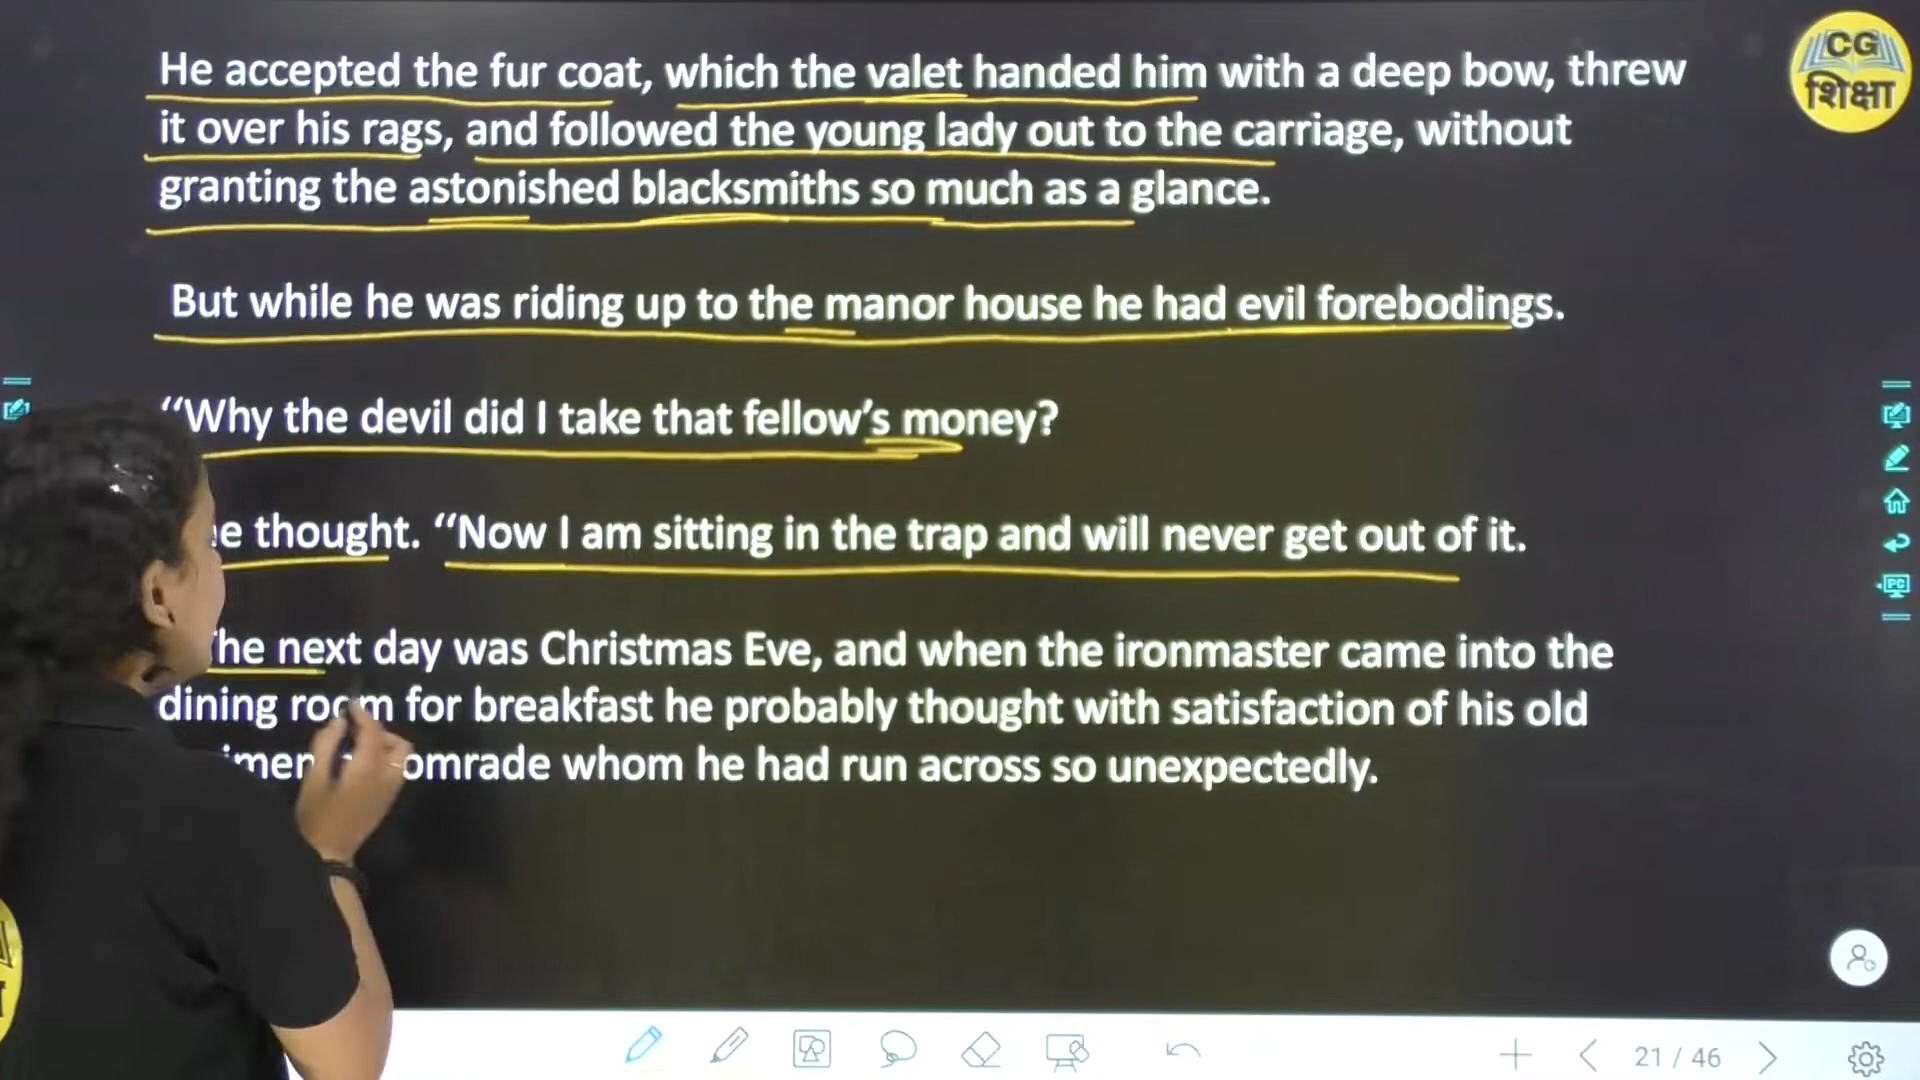 He accepted the fur coat, which the valet handed him with a deep bow, threw
it over his rags, and followed the young lady out to the carriage, without
granting the astonished blacksmiths so much as a glance.
But while he was riding up to the manor house he had evil forebodings.
“Why the devil did I take that fellow’s money?
thought. “Now I am sitting in the trap and will never get out of it.
next day was Christmas Eve, and when the ironmaster came into the
dining room for breakfast he probably thought with satisfaction of his old
whom he had run across so unexpectedly.
CG
शिक्षा
PC
21 / 46